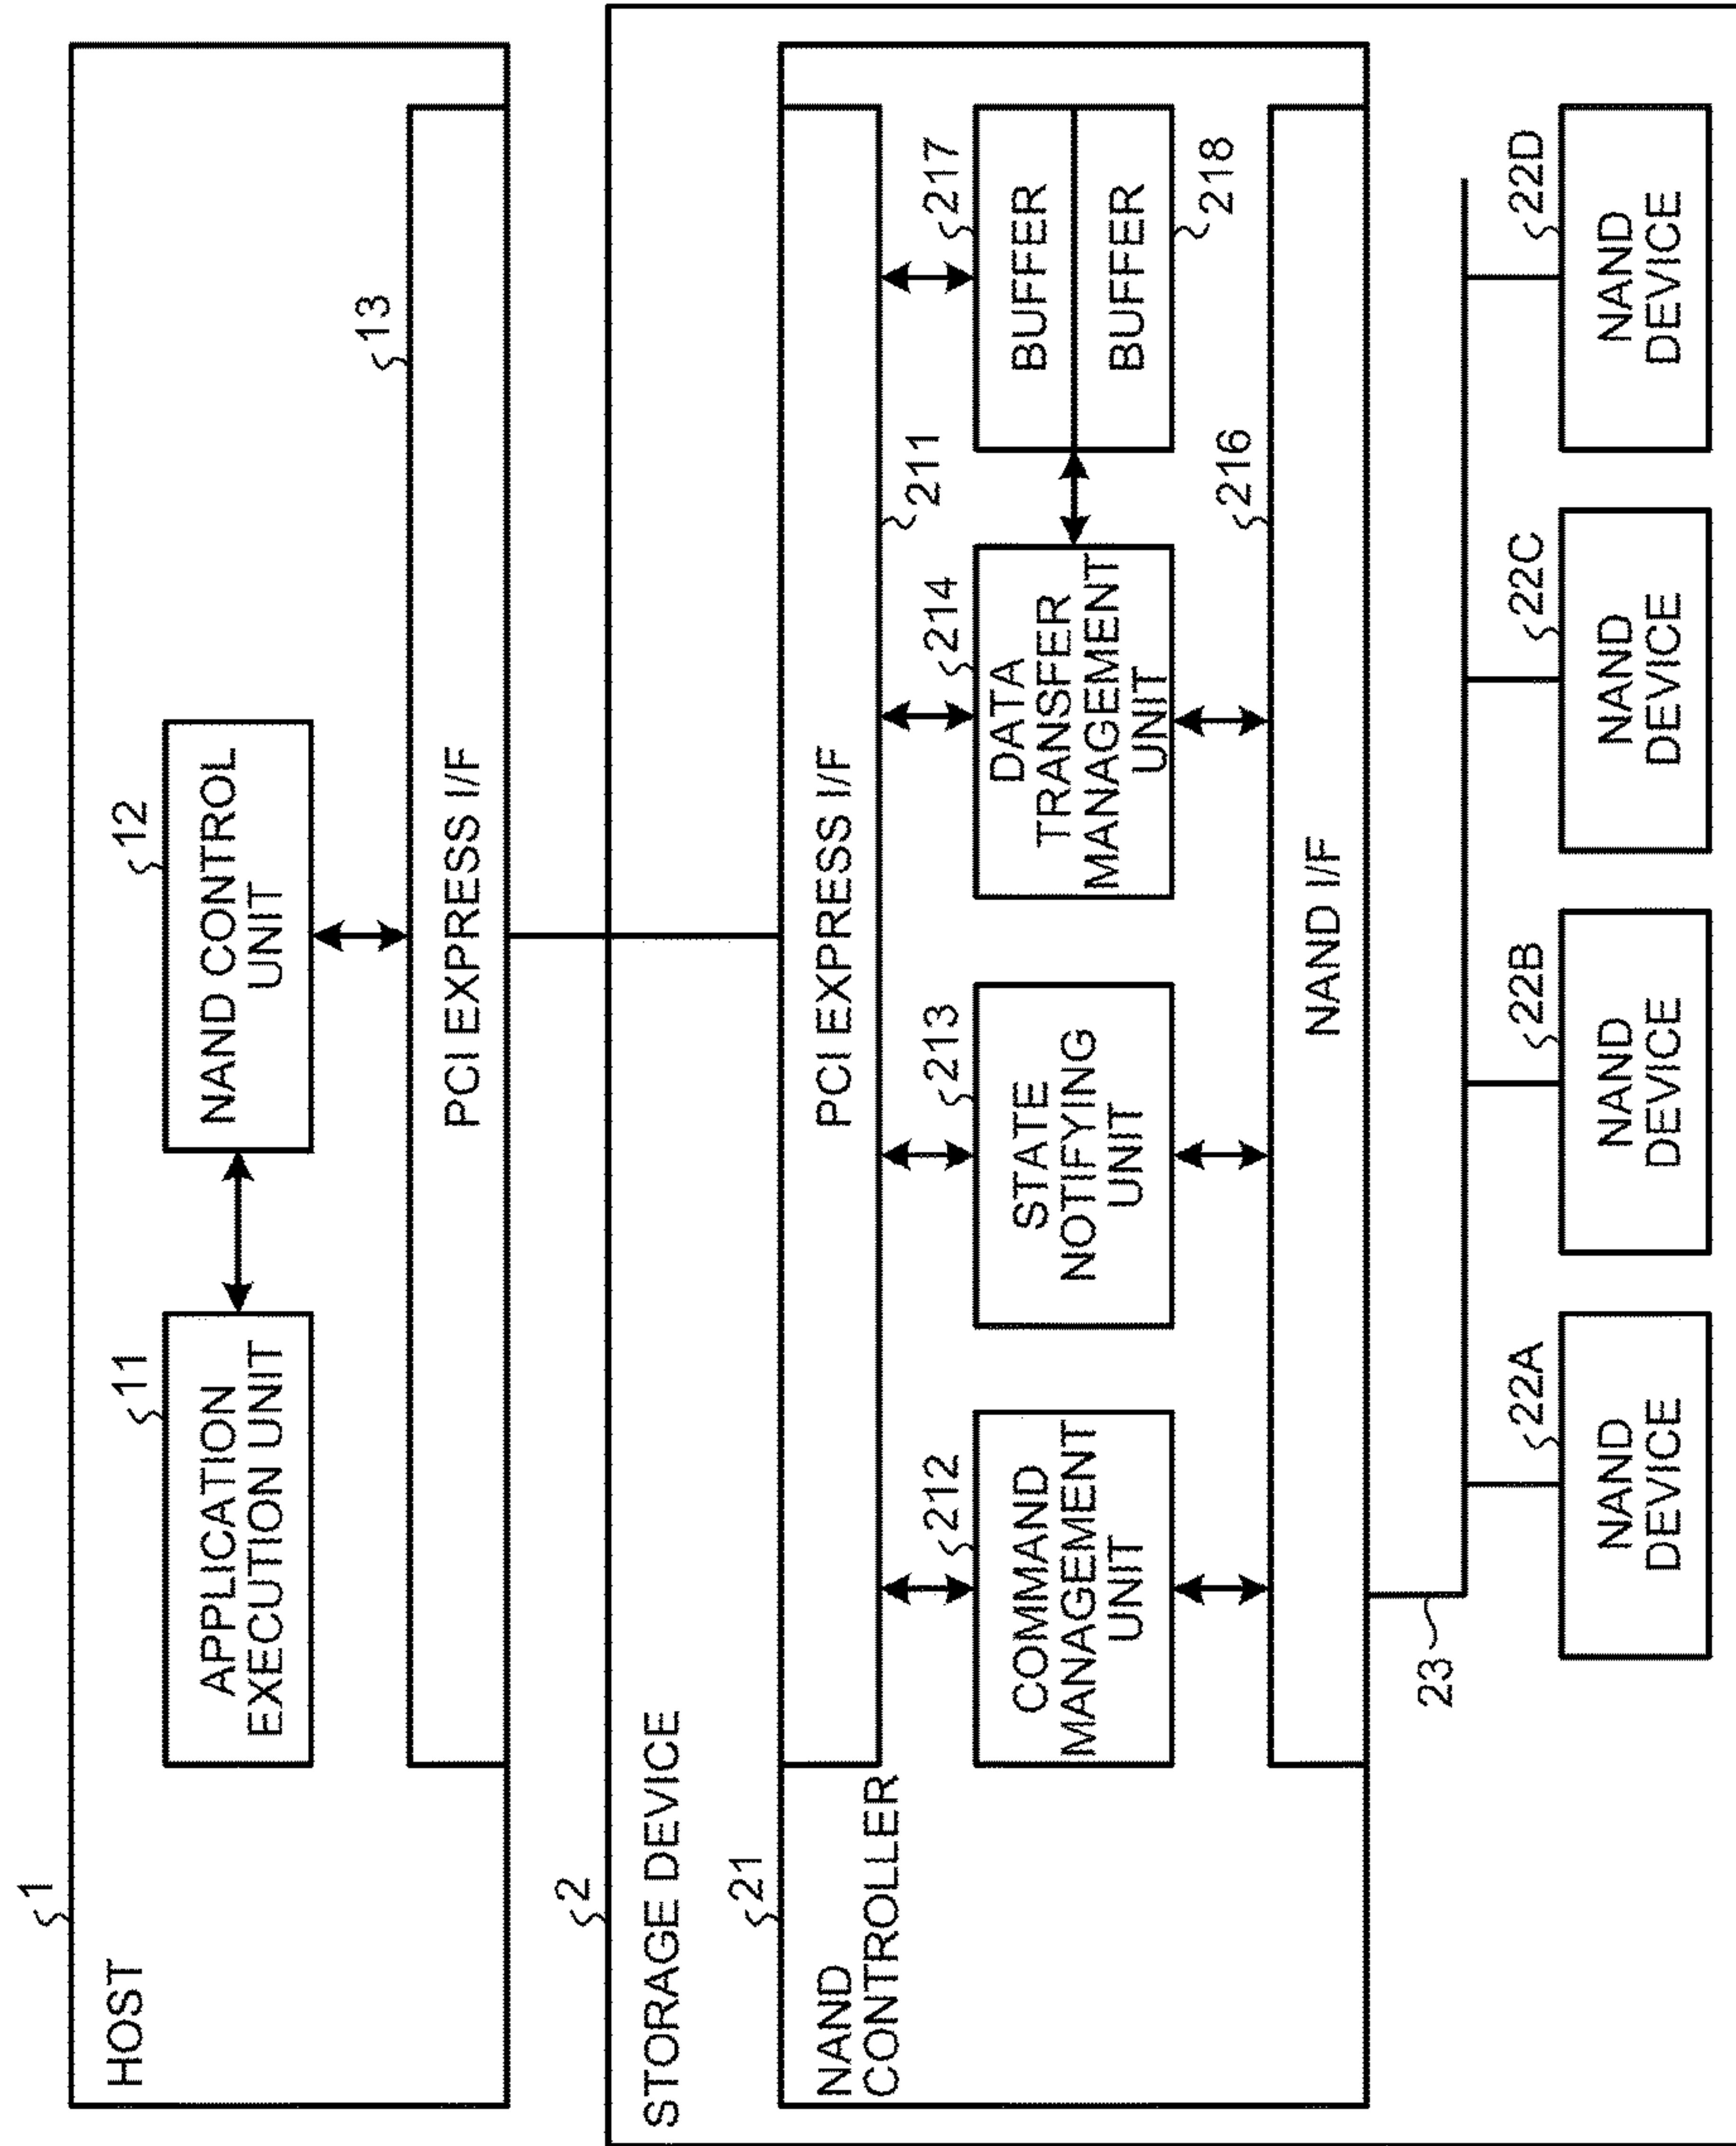 1
HOST
11
APPLICATION
EXECUTION UNIT
12
NAND CONTROL
UNIT
13
PCI EXPRESS I/F
2
STORAGE DEVICE
21
NAND
CONTROLLER
PCI EXPRESS I/F
211
212
COMMAND
MANAGEMENT
UNIT
213
STATE
NOTIFYING
UNIT
214
DATA
TRANSFER
MANAGEMENT
UNIT
217
BUFFER
BUFFER
218
216
NAND I/F
23
22A
NAND
DEVICE
22B
NAND
DEVICE
22C
NAND
DEVICE
22D
NAND
DEVICE